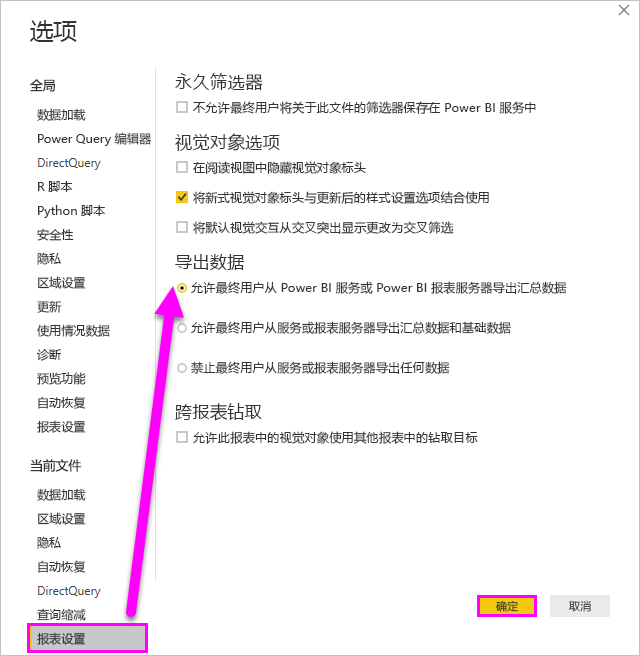 选项
全局
数据加载
Power Query 编辑器
DirectQuery
R 脚本
Python 脚本
安全性
隐私
区域设置
更新
使用情况数据
诊断
预览功能
自动恢复
报表设置
当前文件
数据加载
区域设置
隐私
自动恢复
DirectQuery
查询缩减
报表设置
永久筛选器
不允许最终用户将关于此文件的筛选器保存在 Power BI 服务中
视觉对象选项
在阅读视图中隐藏视觉对象标头
将新式视觉对象标头与更新后的样式设置选项结合使用
将默认视觉交互从交叉突出显示更改为交叉筛选
导出数据
允许最终用户从 Power BI 服务或 Power BI 报表服务器导出汇总数据
允许最终用户从服务或报表服务器导出汇总数据和基础数据
禁止最终用户从服务或报表服务器导出任何数据
跨报表钻取
允许此报表中的视觉对象使用其他报表中的钻取目标
确定
取消